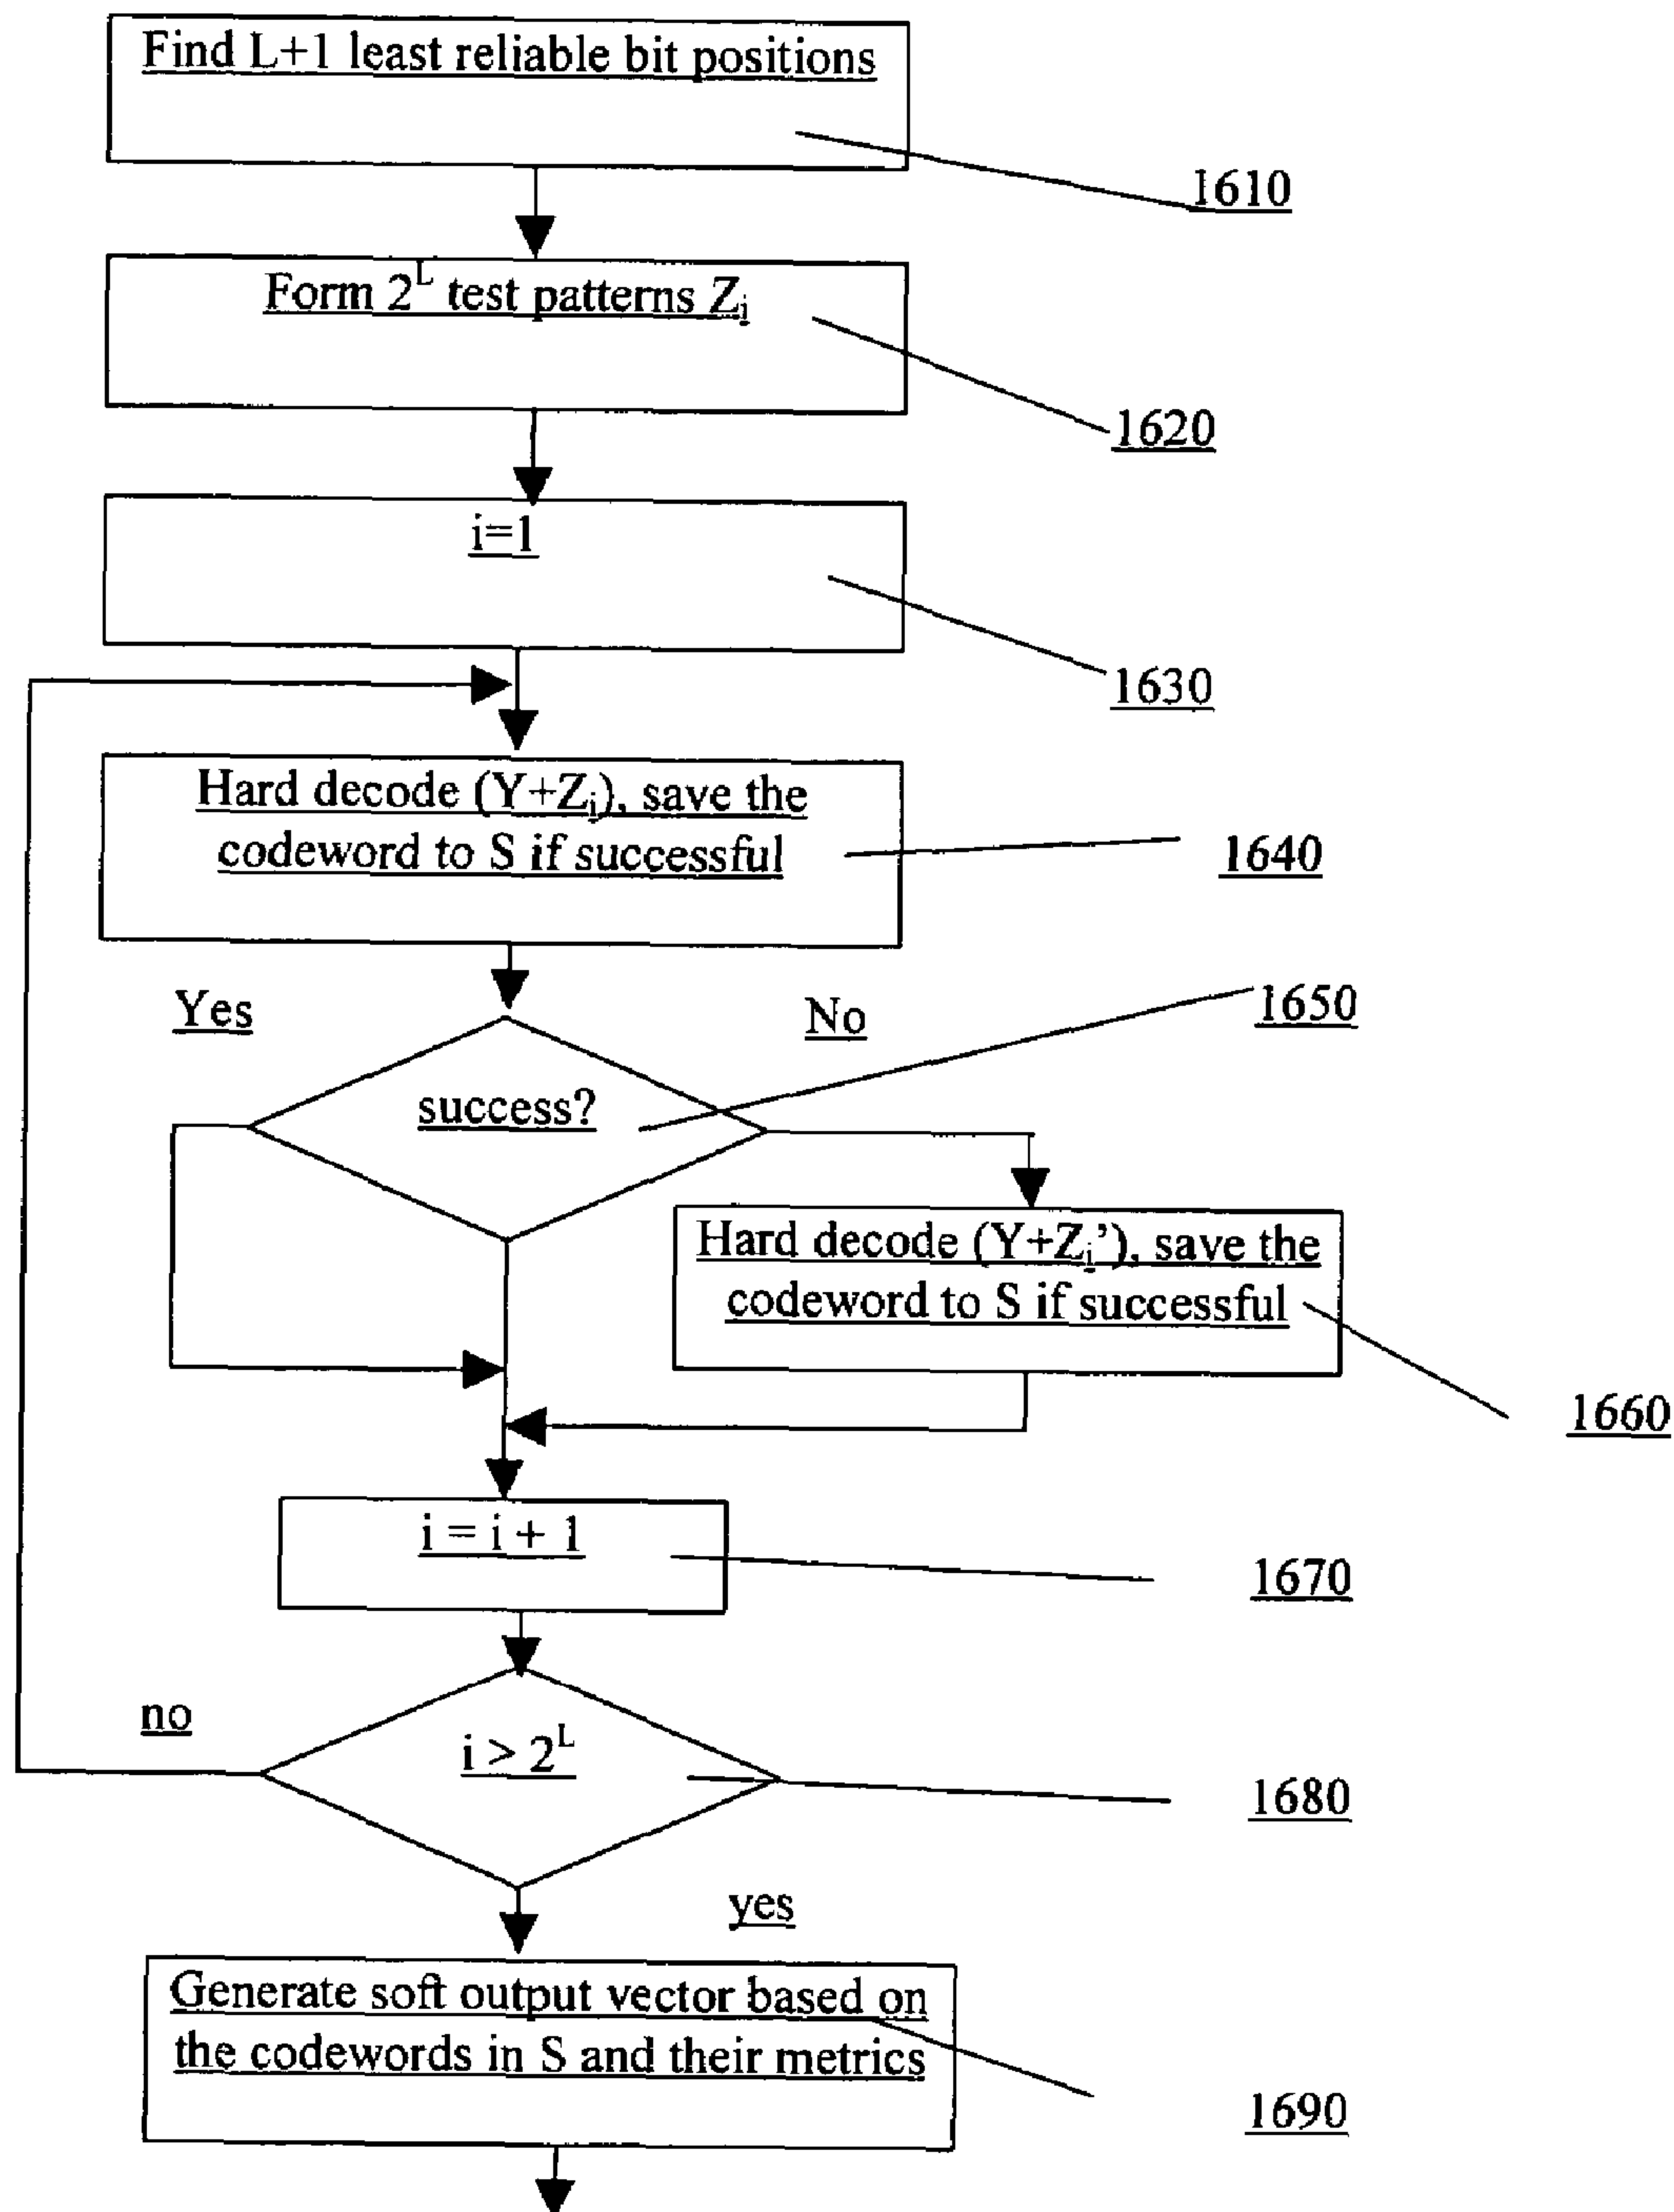 Find L+1 least reliable bit positions
1610
Form 2^L test patterns Z_i
1620
i=1
1630
Hard decode (Y+Z_i), save the
codeword to S if successful
1640
Yes
No
1650
success?
Hard decode (Y+Z_i’), save the
codeword to S if successful
1660
i = i + 1
1670
no
i > 2^L
1680
yes
Generate soft output vector based on
the codewords in S and their metrics
1690